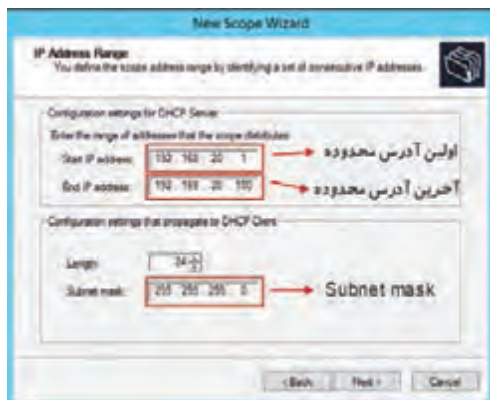 New Scope Wizard
IP Address Range
You define the scope address range by identifying a set of consecutive IP addresses.
Configuration settings for DHCP Server
Enter the range of addresses that the scope distributes
Start IP address: 192 168 20 1
اولین آدرس محدوده
End IP address: 192 168 20 100
آخرین آدرس محدوده
Configuration settings that propagate to DHCP Client
Length: 24
Subnet mask: 255 255 255 0
Subnet mask
< Back Next > Cancel